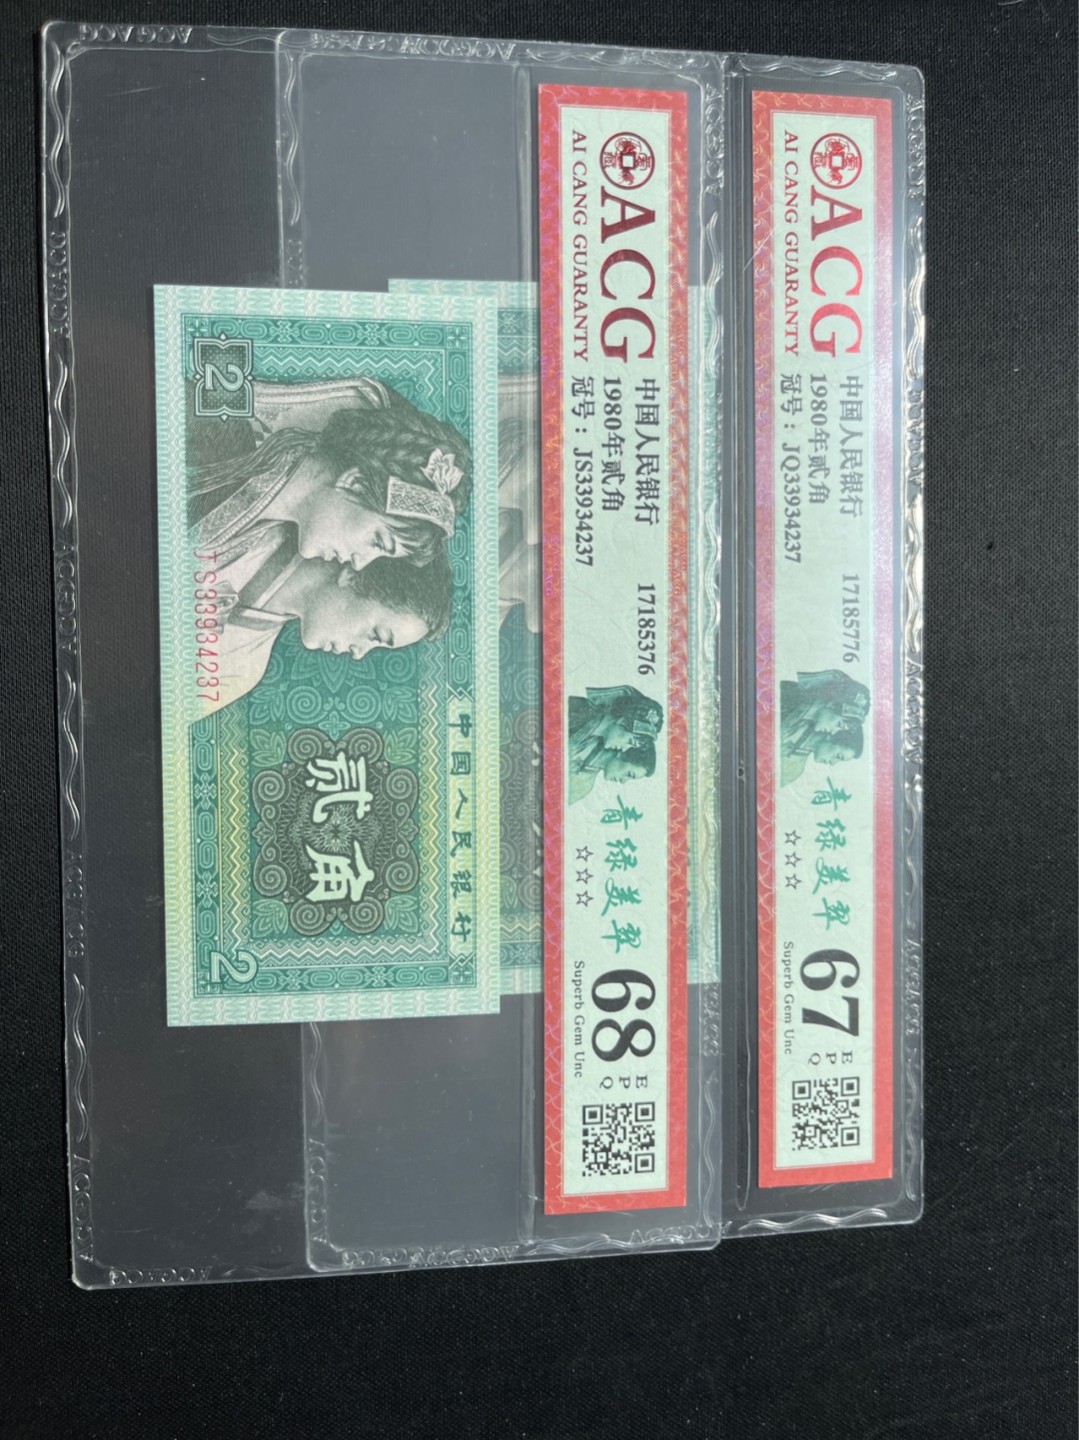 ACG
AI CANG GUARANTY
中国人民银行 17185776
1980年贰角
冠号：JQ33934237
青绿美翠
☆☆☆
67
EPQ
Superb Gem Unc
ACG
AI CANG GUARANTY
中国人民银行 17185376
1980年贰角
冠号：JS33934237
青绿美翠
☆☆☆
68
EPQ
Superb Gem Unc
中国人民银行
贰角
2
2
JS33934237